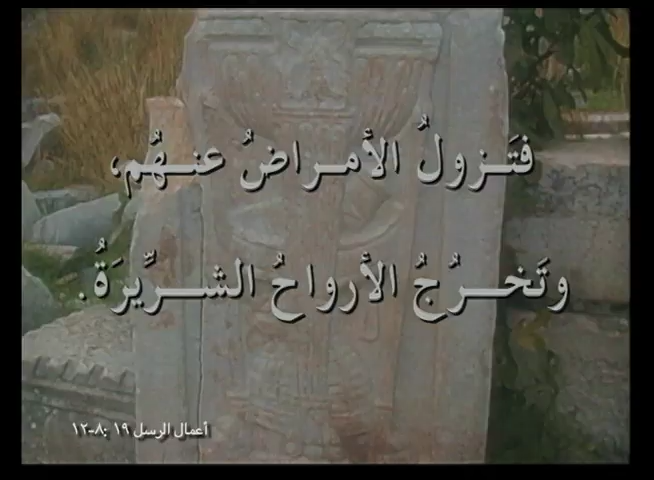 فتَـزولُ الأمـراضُ عنـهُم،
وتَخـرُجُ الأرواحُ الشـرِّيرَةُ.
أعمال الرسل ١٩ :٨-١٢